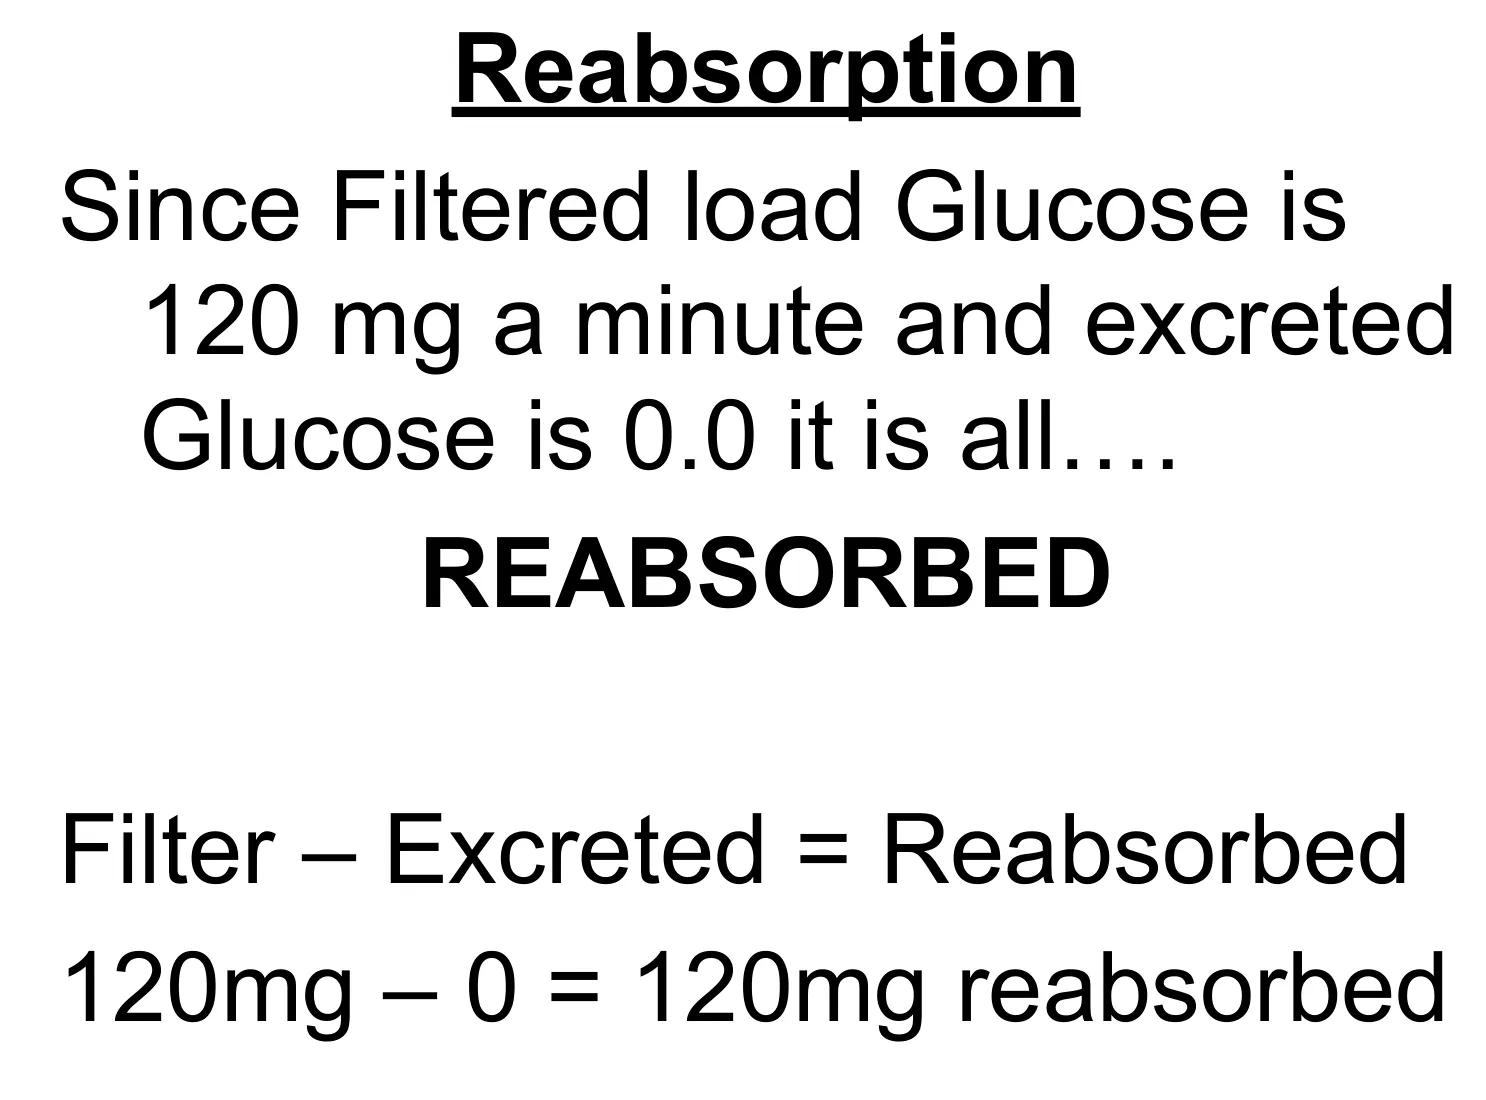 Reabsorption
Since Filtered load Glucose is
120 mg a minute and excreted
Glucose is 0.0 it is all….
REABSORBED
Filter – Excreted = Reabsorbed
120mg – 0 = 120mg reabsorbed